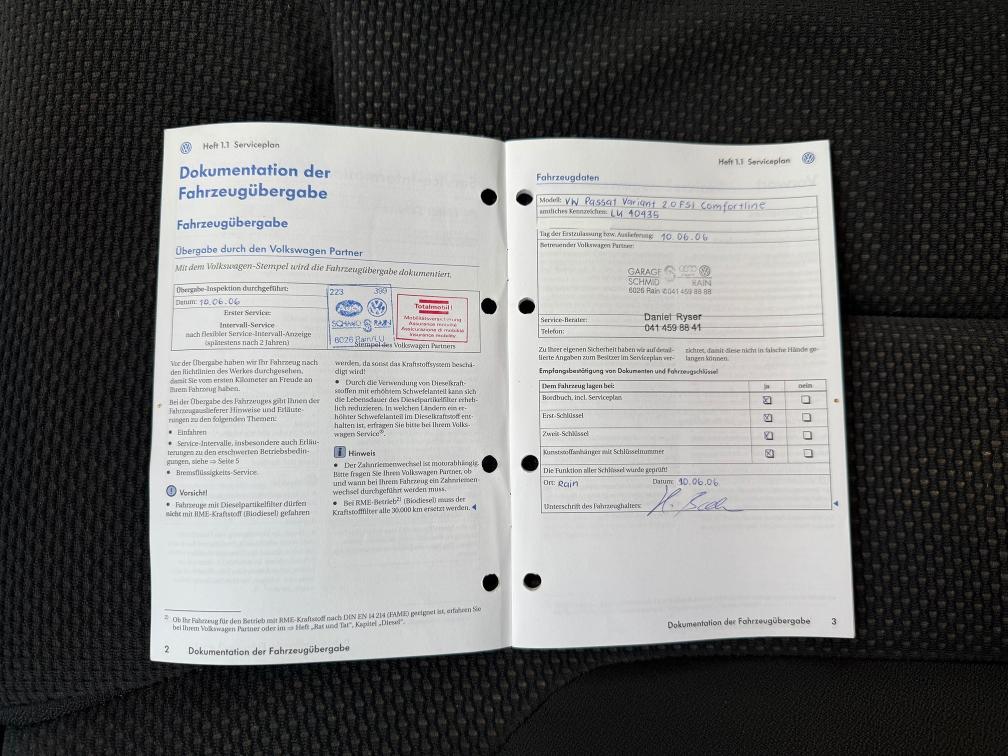 Heft 1.1 Serviceplan
Dokumentation der
Fahrzeugübergabe
Fahrzeugübergabe
Übergabe durch den Volkswagen Partner
Mit dem Volkswagen-Stempel wird die Fahrzeugübergabe dokumentiert.
Übergabe-Inspektion durchgeführt:
Datum: 10.06.06
Erster Service:
Intervall-Service
nach flexibler Service-Intervall-Anzeige
(spätestens nach 2 Jahren)
223 399
Audi
SCHMID RAIN
6026 Rain/LU
Totalmobil!
Mobilitätsversicherung
Assurance mobilité
Assicurazione di mobilità
Insurance mobility
Stempel des Volkswagen Partners
Vor der Übergabe haben wir Ihr Fahrzeug nach
den Richtlinien des Werkes durchgesehen,
damit Sie vom ersten Kilometer an Freude an
Ihrem Fahrzeug haben.
Bei der Übergabe des Fahrzeuges gibt Ihnen der
Fahrzeugauslieferer Hinweise und Erläute-
rungen zu den folgenden Themen:
• Einfahren
• Service-Intervalle, insbesondere auch Erläu-
terungen zu den erschwerten Betriebsbedin-
gungen, siehe ⇒ Seite 5
• Bremsflüssigkeits-Service.
Vorsicht!
• Fahrzeuge mit Dieselpartikelfilter dürfen
nicht mit RME-Kraftstoff (Biodiesel) gefahren
werden, da sonst das Kraftstoffsystem beschä-
digt wird!
• Durch die Verwendung von Dieselkraft-
stoffen mit erhöhtem Schwefelanteil kann sich
die Lebensdauer des Dieselpartikelfilter erheb-
lich reduzieren. In welchen Ländern ein er-
höhter Schwefelanteil im Dieselkraftstoff ent-
halten ist, erfragen Sie bitte bei Ihrem Volks-
wagen Service®.
Hinweis
• Der Zahnriemenwechsel ist motorabhängig.
Bitte fragen Sie Ihren Volkswagen Partner, ob
und wann bei Ihrem Fahrzeug ein Zahnriemen-
wechsel durchgeführt werden muss.
• Bei RME-Betrieb²⁾ (Biodiesel) muss der
Kraftstofffilter alle 30.000 km ersetzt werden.
²⁾ Ob Ihr Fahrzeug für den Betrieb mit RME-Kraftstoff nach DIN EN 14 214 (FAME) geeignet ist, erfahren Sie
bei Ihrem Volkswagen Partner oder im ⇒ Heft „Rat und Tat", Kapitel „Diesel".
2 Dokumentation der Fahrzeugübergabe
Heft 1.1 Serviceplan
Fahrzeugdaten
Modell: VW Passat Variant 2.0 FSI Comfortline
amtliches Kennzeichen: LU 40435
Tag der Erstzulassung bzw. Auslieferung: 10.06.06
Betreuender Volkswagen Partner:
GARAGE
SCHMID RAIN
6026 Rain ✆041 459 88 88
Service-Berater: Daniel Ryser
Telefon: 041 459 88 41
Zu Ihrer eigenen Sicherheit haben wir auf detail-
lierte Angaben zum Besitzer im Serviceplan ver-
zichtet, damit diese nicht in falsche Hände ge-
langen können.
Empfangsbestätigung von Dokumenten und Fahrzeugschlüssel
Dem Fahrzeug lagen bei: ja nein
Bordbuch, incl. Serviceplan
Erst-Schlüssel
Zweit-Schlüssel
Kunststoffanhänger mit Schlüsselnummer
Die Funktion aller Schlüssel wurde geprüft!
Ort: Rain Datum: 10.06.06
Unterschrift des Fahrzeughalters:
Dokumentation der Fahrzeugübergabe 3